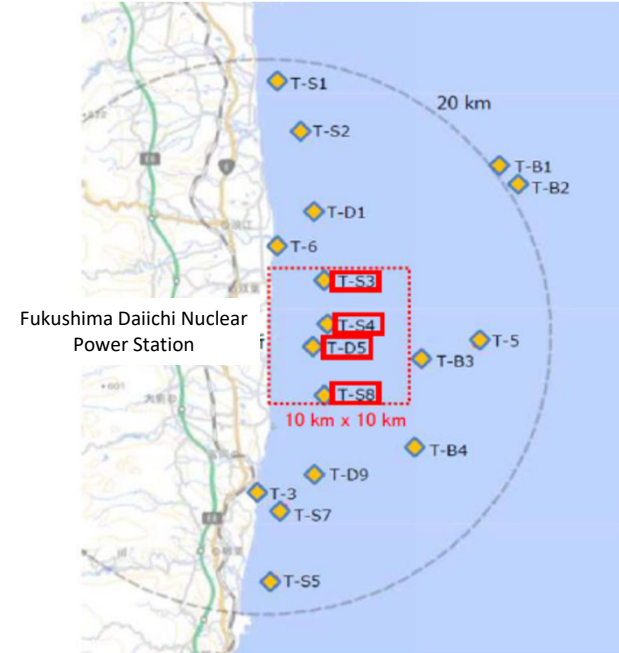 T-S1
20 km
T-S2
T-B1
T-B2
T-D1
T-6
T-S3
Fukushima Daiichi Nuclear
Power Station
T-S4
T-D5
T-5
T-B3
T-S8
10 km x 10 km
T-B4
T-D9
T-3
T-S7
T-S5